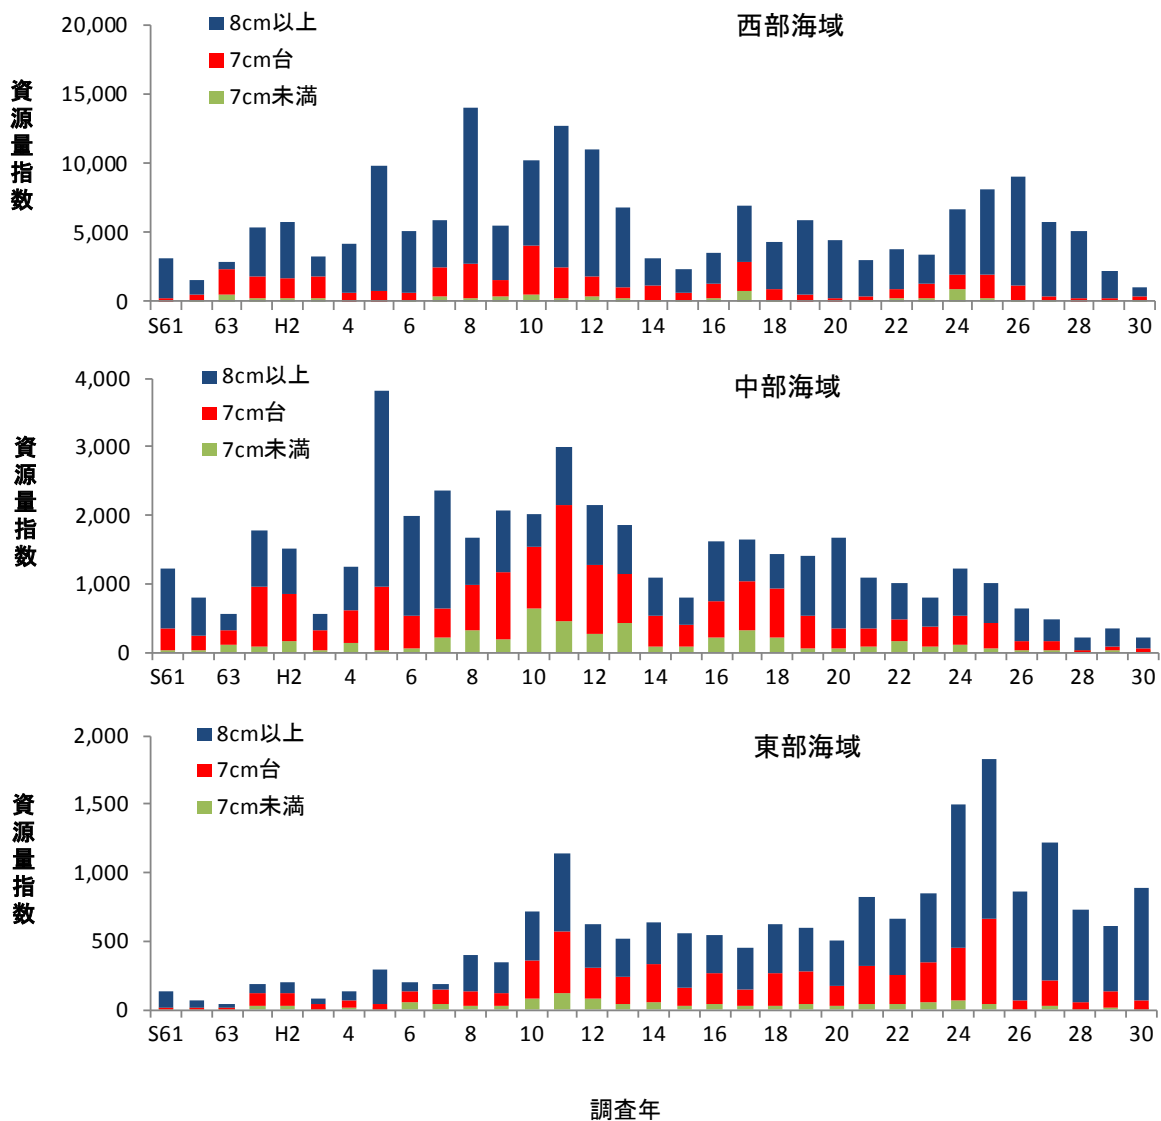 西部海域
8cm以上
7cm台
7cm未満
資源量指数
20,000
15,000
10,000
5,000
0
S61 63 H2 4 6 8 10 12 14 16 18 20 22 24 26 28 30
中部海域
8cm以上
7cm台
7cm未満
資源量指数
4,000
3,000
2,000
1,000
0
S61 63 H2 4 6 8 10 12 14 16 18 20 22 24 26 28 30
東部海域
8cm以上
7cm台
7cm未満
資源量指数
2,000
1,500
1,000
500
0
S61 63 H2 4 6 8 10 12 14 16 18 20 22 24 26 28 30
調査年